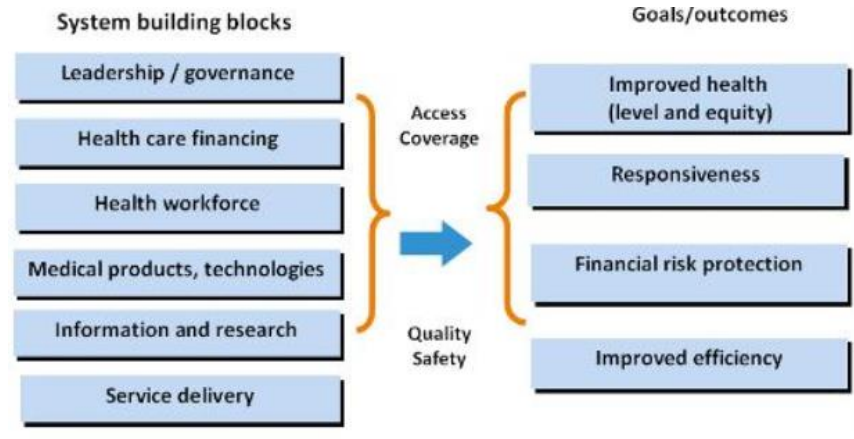 System building blocks
Leadership / governance
Health care financing
Health workforce
Medical products, technologies
Information and research
Service delivery
Access
Coverage
Quality
Safety
Goals/outcomes
Improved health
(level and equity)
Responsiveness
Financial risk protection
Improved efficiency